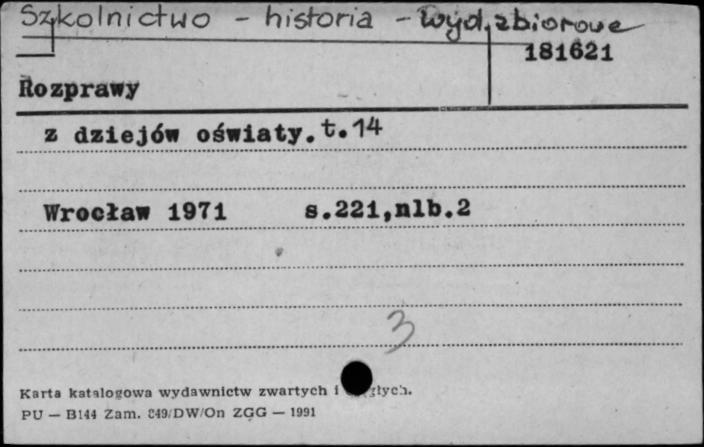 Szkolnictwo - historia - wyd. zbiorowe
181621
Rozprawy
z dziejów oświaty. t. 14
Wrocław 1971 s.221,nlb.2
3
Karta katalogowa wydawnictw zwartych i
PU — B144 Zam. 849/DW/On ZGG — 1991